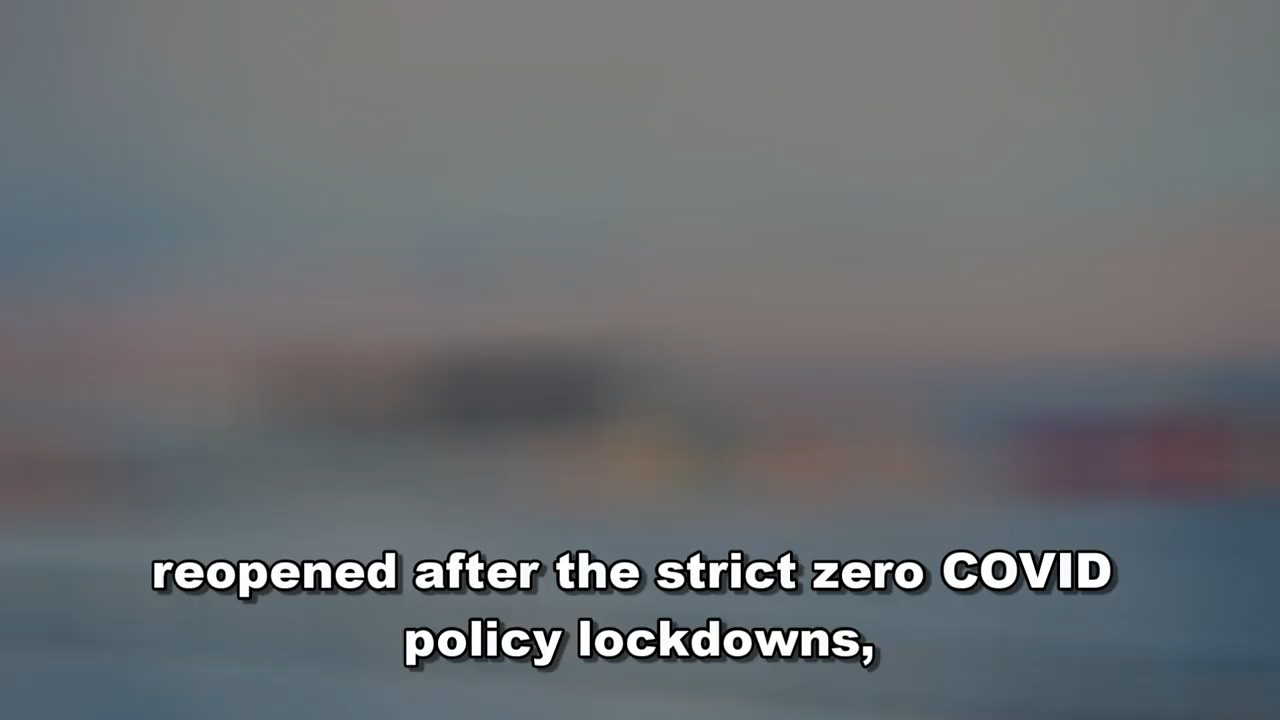 reopened after the strict zero COVID
policy lockdowns,